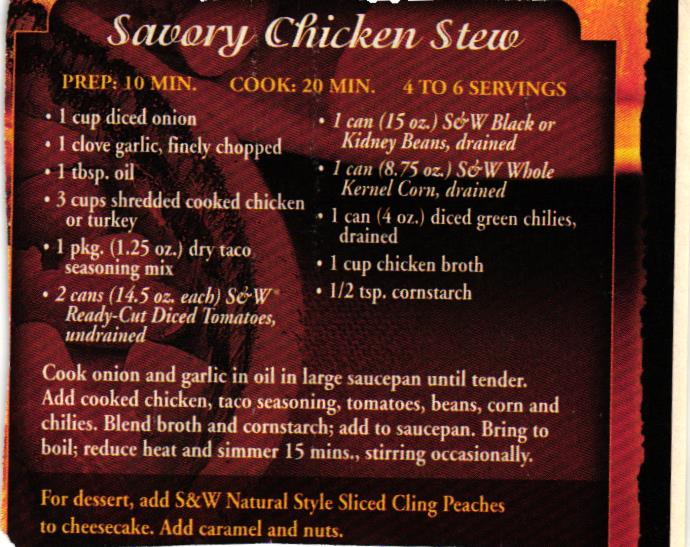 Savory Chicken Stew
PREP: 10 MIN. COOK: 20 MIN. 4 TO 6 SERVINGS
• 1 cup diced onion
• 1 clove garlic, finely chopped
• 1 tbsp. oil
• 3 cups shredded cooked chicken
or turkey
• 1 pkg. (1.25 oz.) dry taco
seasoning mix
• 2 cans (14.5 oz. each) S&W®
Ready-Cut Diced Tomatoes,
undrained
• 1 can (15 oz.) S&W Black or
Kidney Beans, drained
• 1 can (8.75 oz.) S&W Whole
Kernel Corn, drained
• 1 can (4 oz.) diced green chilies,
drained
• 1 cup chicken broth
• 1/2 tsp. cornstarch
Cook onion and garlic in oil in large saucepan until tender.
Add cooked chicken, taco seasoning, tomatoes, beans, corn and
chilies. Blend broth and cornstarch; add to saucepan. Bring to
boil; reduce heat and simmer 15 mins., stirring occasionally.
For dessert, add S&W Natural Style Sliced Cling Peaches
to cheesecake. Add caramel and nuts.